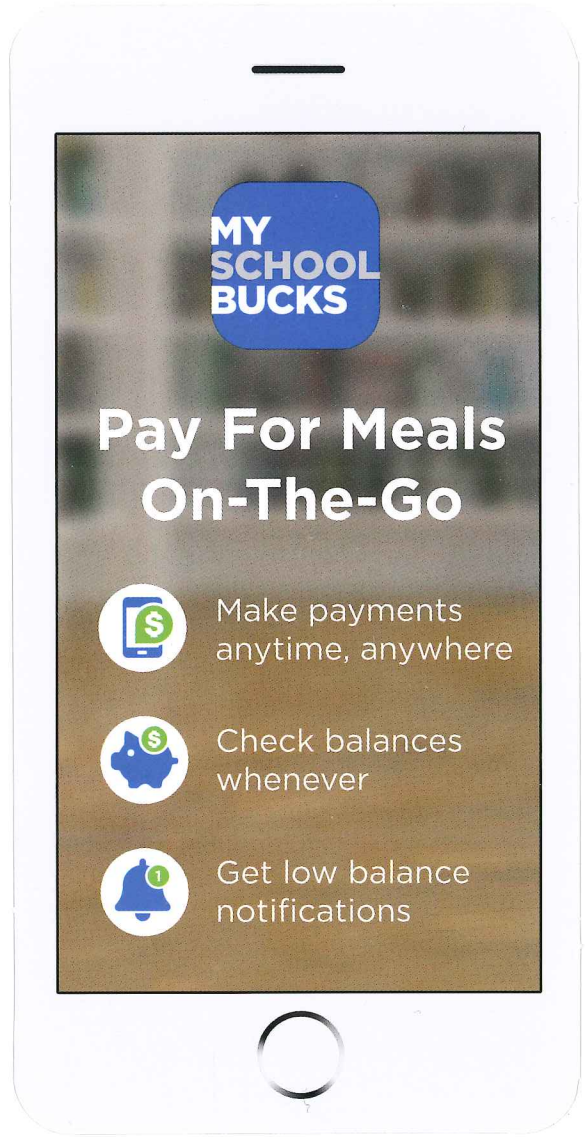 MY
SCHOOL
BUCKS
Pay For Meals
On-The-Go
$
Make payments
anytime, anywhere
$
Check balances
whenever
1
Get low balance
notifications